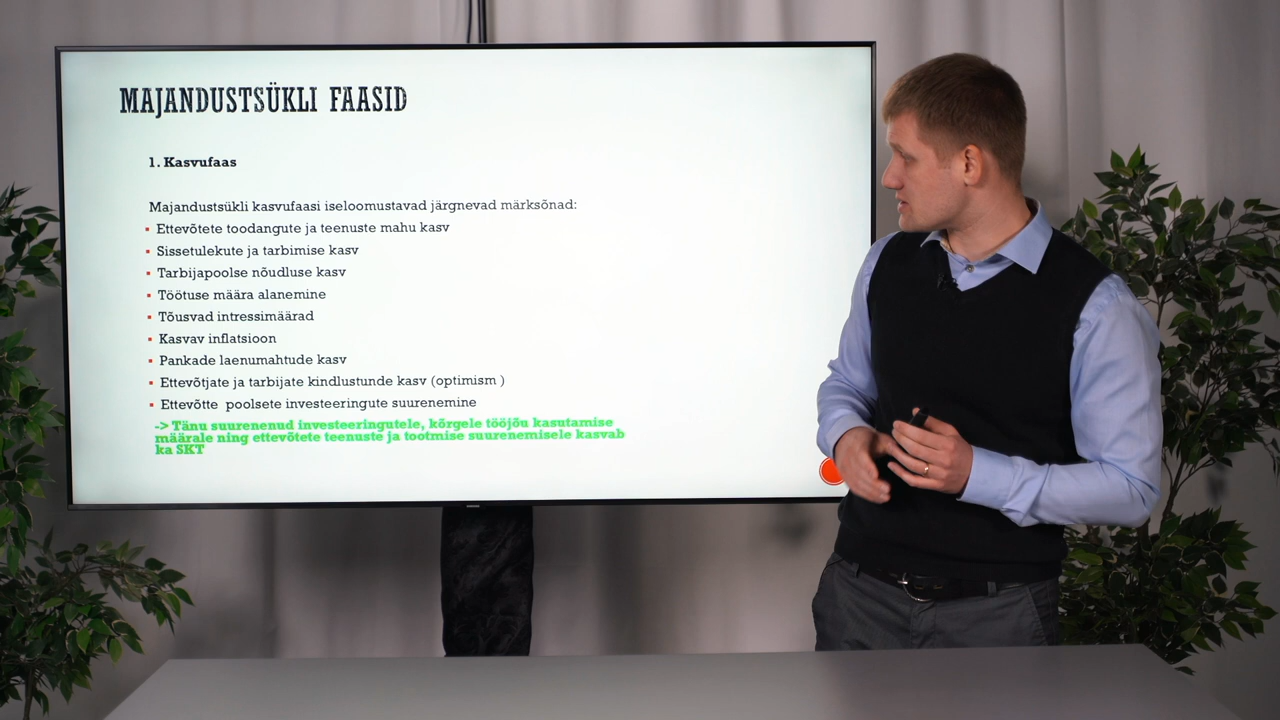 MAJANDUSTSÜKLI FAASID
1. Kasvufaas
Majandustsükli kasvufaasi iseloomustavad järgnevad märksõnad:
▪ Ettevõtete toodangute ja teenuste mahu kasv
▪ Sissetulekute ja tarbimise kasv
▪ Tarbijapoolse nõudluse kasv
▪ Töötuse määra alanemine
▪ Tõusvad intressimäärad
▪ Kasvav inflatsioon
▪ Pankade laenumahtude kasv
▪ Ettevõtjate ja tarbijate kindlustunde kasv (optimism )
▪ Ettevõtte poolsete investeeringute suurenemine
-> Tänu suurenenud investeeringutele, kõrgele tööjõu kasutamise
määrale ning ettevõtete teenuste ja tootmise suurenemisele kasvab
ka SKT